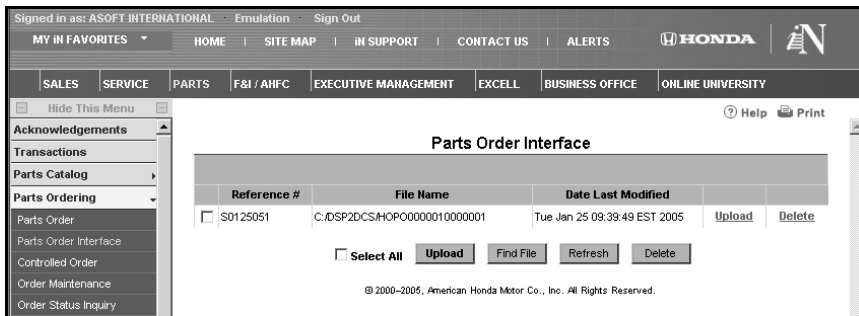 Signed in as: ASOFT INTERNATIONAL - Emulation - Sign Out
MY iN FAVORITES
HOME | SITE MAP | iN SUPPORT | CONTACT US | ALERTS
HONDA
iN
SALES SERVICE PARTS F&I / AHFC EXECUTIVE MANAGEMENT EXCELL BUSINESS OFFICE ONLINE UNIVERSITY
Hide This Menu
? Help Print
Acknowledgements
Transactions
Parts Catalog
Parts Ordering
Parts Order
Parts Order Interface
Controlled Order
Order Maintenance
Order Status Inquiry
Parts Order Interface
Reference # File Name Date Last Modified
S0125051 C:/DSP2DCS/HOPO0000010000001 Tue Jan 25 09:39:49 EST 2005 Upload Delete
Select All Upload Find File Refresh Delete
© 2000–2005, American Honda Motor Co., Inc. All Rights Reserved.